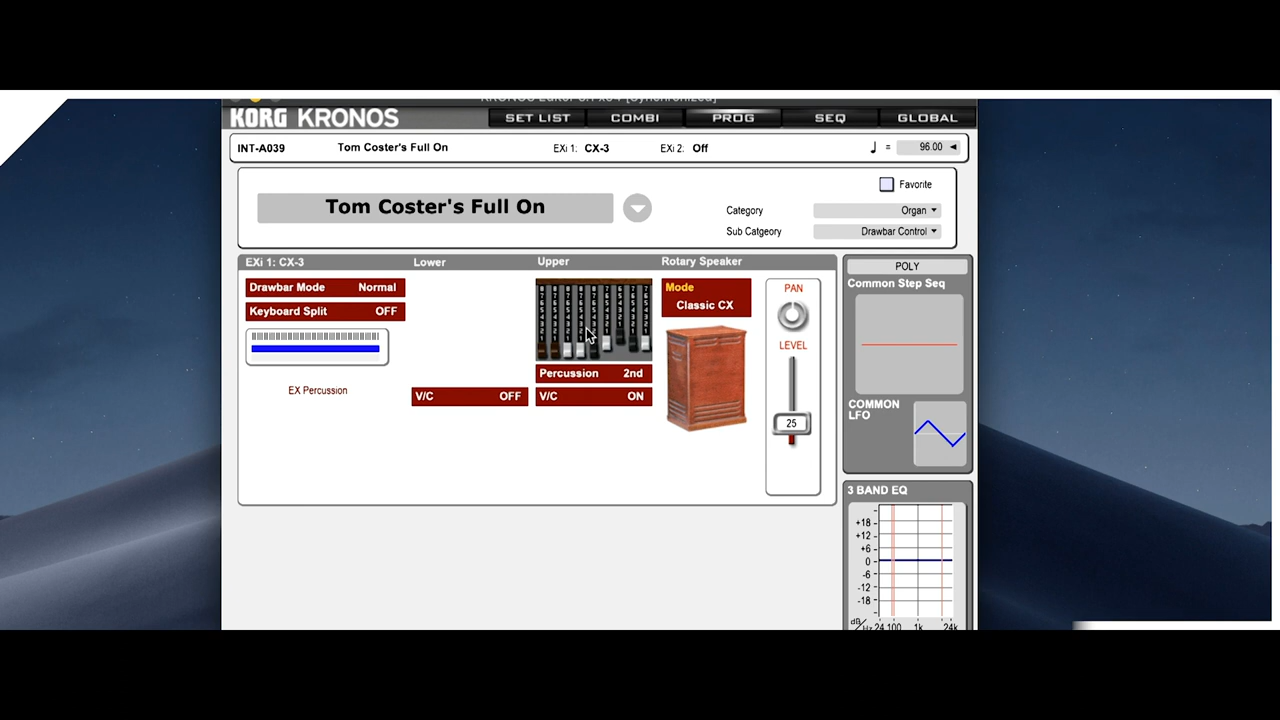 KORG KRONOS
SET LIST COMBI PROG SEQ GLOBAL
INT-A039 Tom Coster's Full On EXi 1: CX-3 EXi 2: Off ♩ = 96.00
Favorite
Tom Coster's Full On
Category Organ
Sub Catgeory Drawbar Control
EXi 1: CX-3 Lower Upper Rotary Speaker
Drawbar Mode Normal
Keyboard Split OFF
EX Percussion
V/C OFF
Percussion 2nd
V/C ON
Mode
Classic CX
PAN
LEVEL
25
POLY
Common Step Seq
COMMON
LFO
3 BAND EQ
+18
+12
+6
0
-6
-12
-18
dB
Hz 24 100 1k 24k